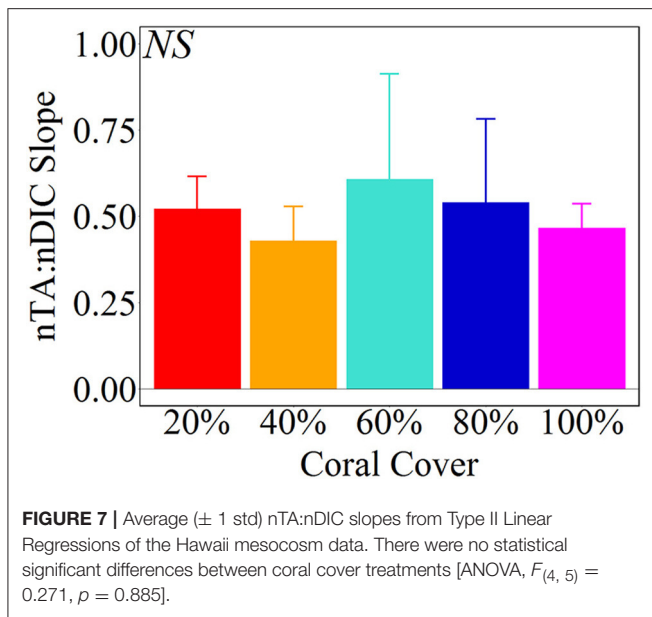 1.00 NS
0.75
0.50
0.25
0.00
nTA:nDIC Slope
20% 40% 60% 80% 100%
Coral Cover
FIGURE 7 | Average (± 1 std) nTA:nDIC slopes from Type II Linear
Regressions of the Hawaii mesocosm data. There were no statistical
significant differences between coral cover treatments [ANOVA, F(4, 5) =
0.271, p = 0.885].